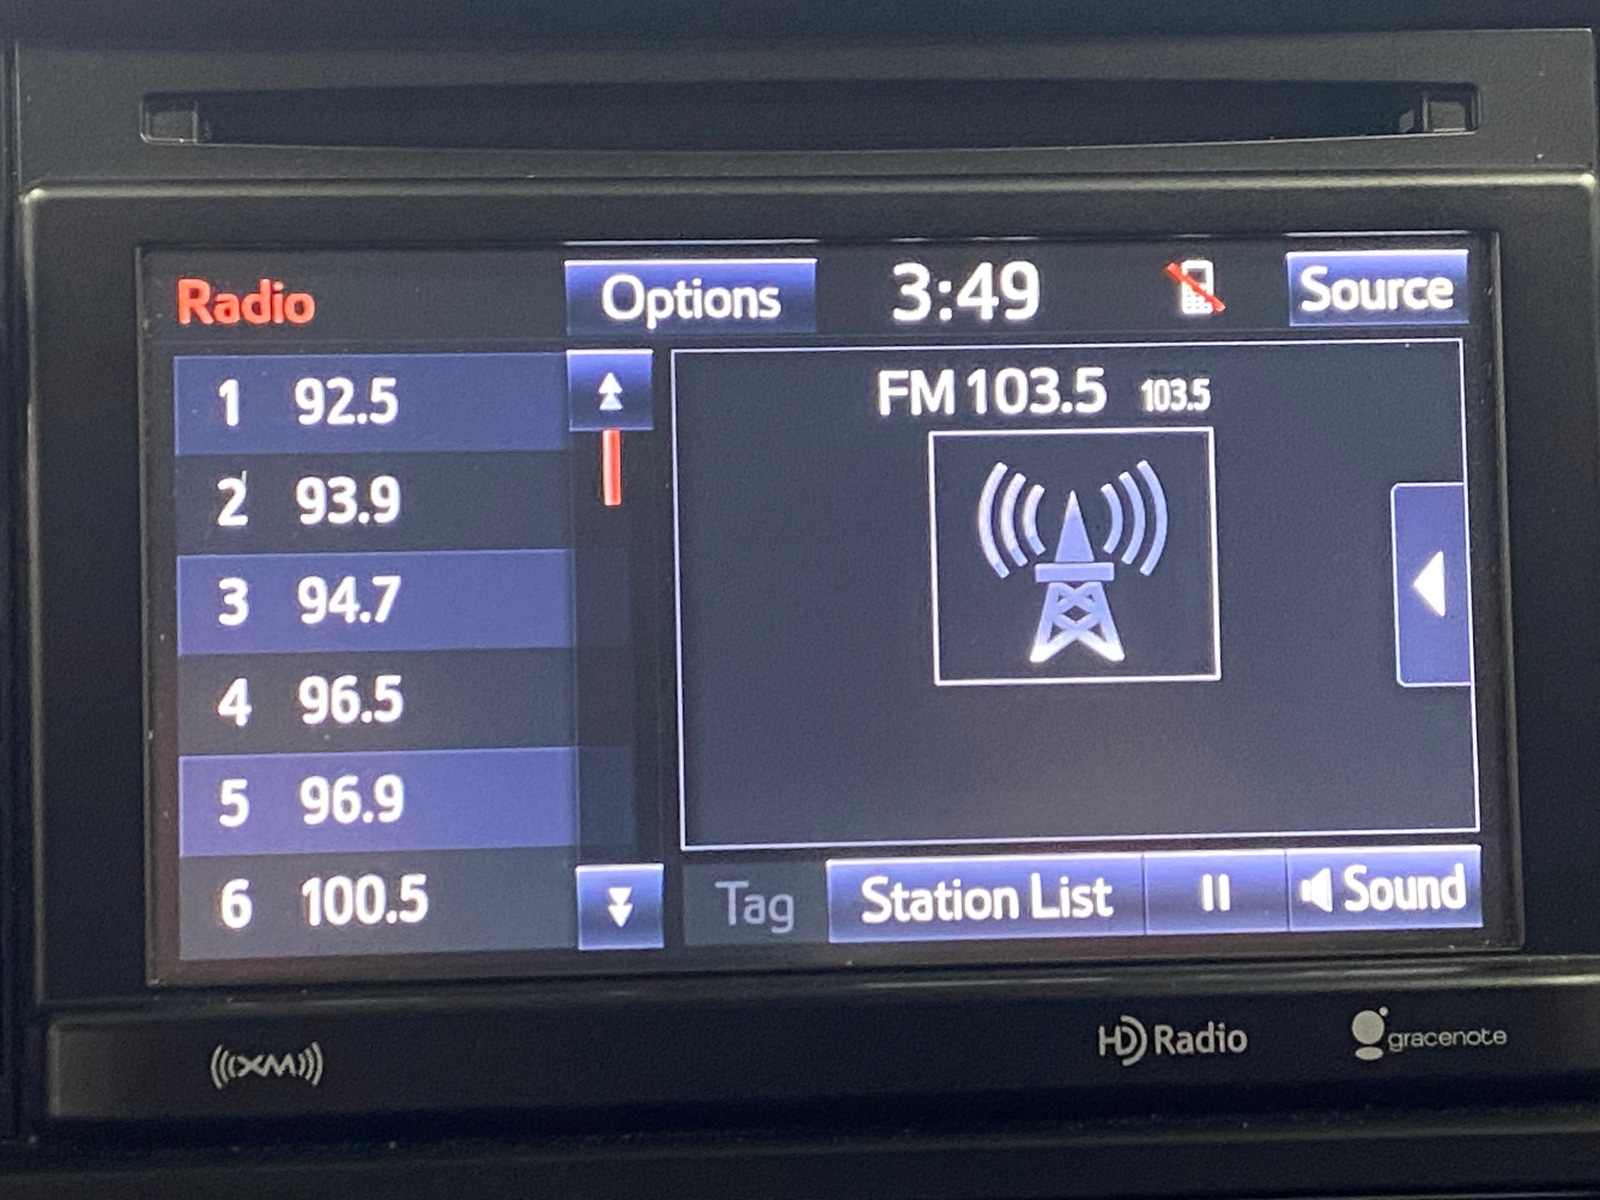 Radio Options 3:49 Source
FM 103.5 103.5
1 92.5
2 93.9
3 94.7
4 96.5
5 96.9
6 100.5
Tag Station List Sound
((XM)) HD Radio gracenote